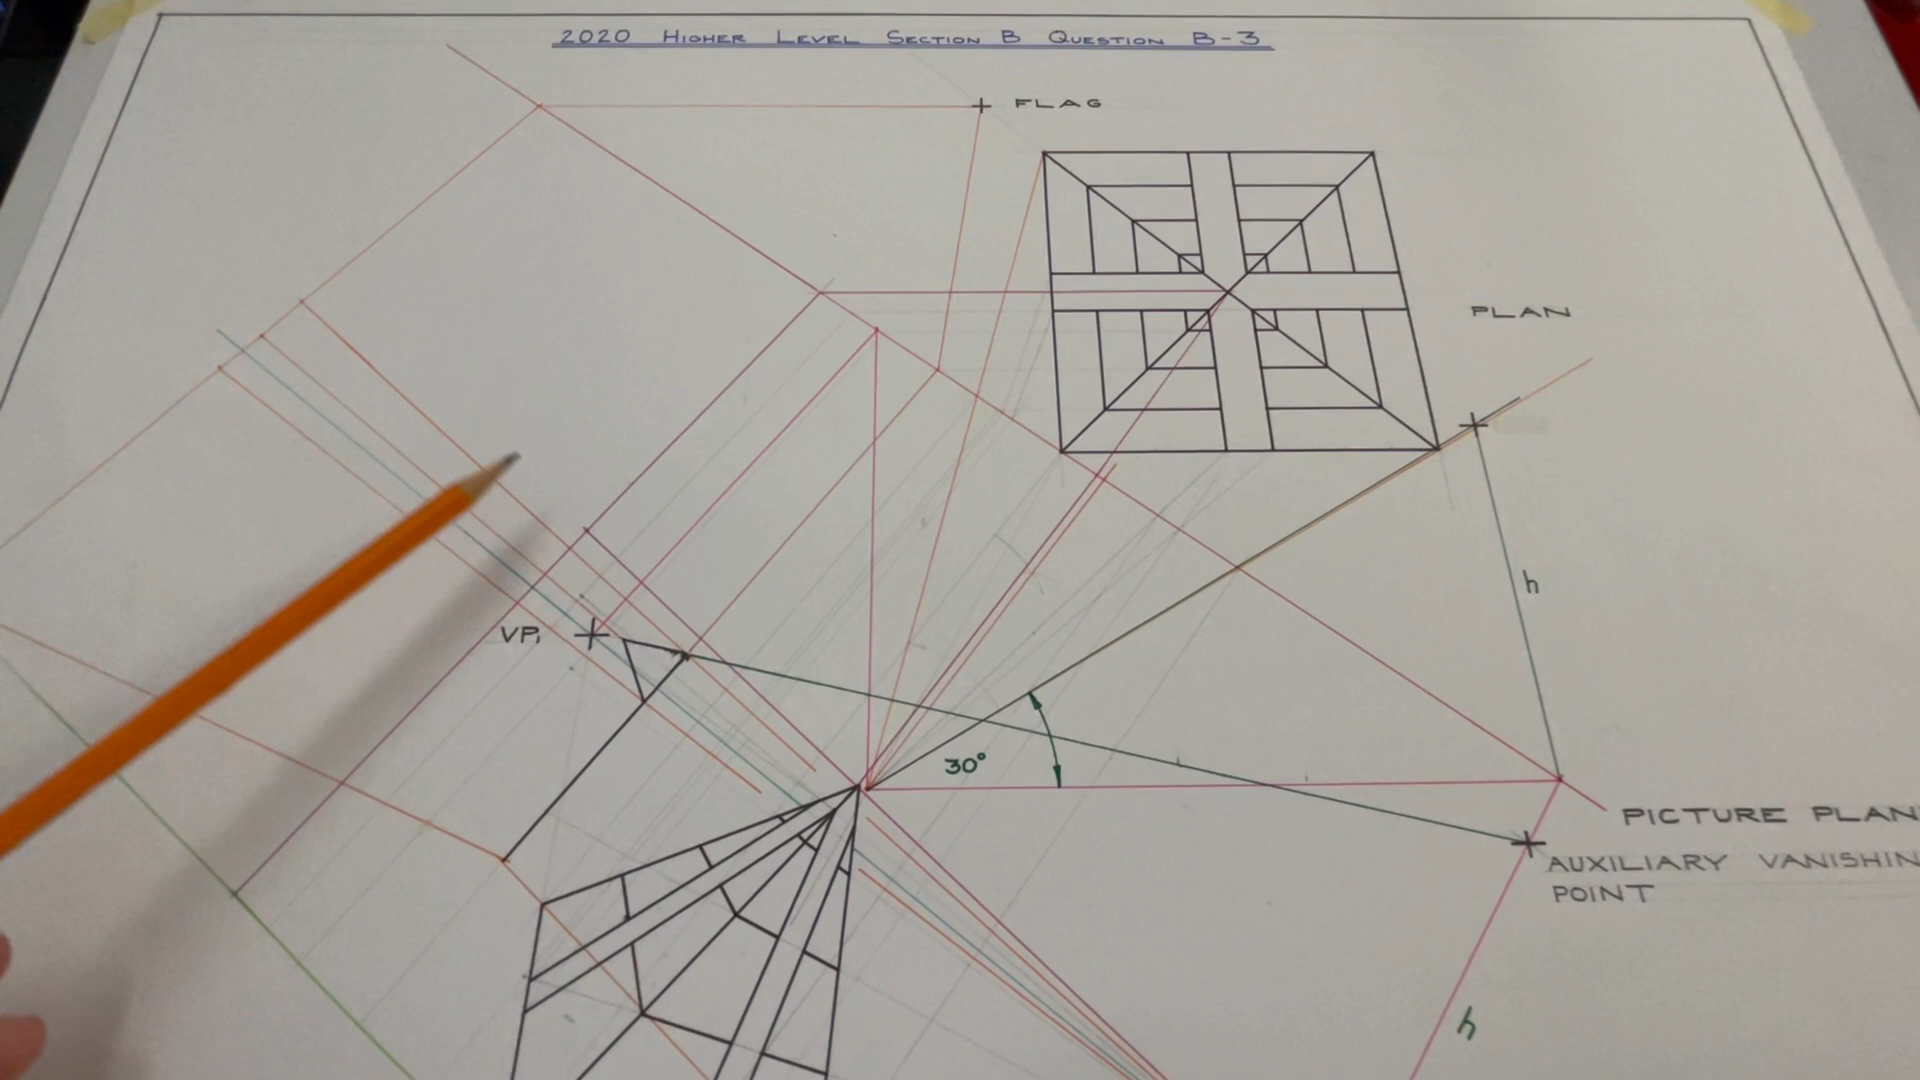 2020 HIGHER LEVEL SECTION B QUESTION B-3
FLAG
PLAN
h
VP₁
30°
PICTURE PLAN
AUXILIARY VANISHIN
POINT
h